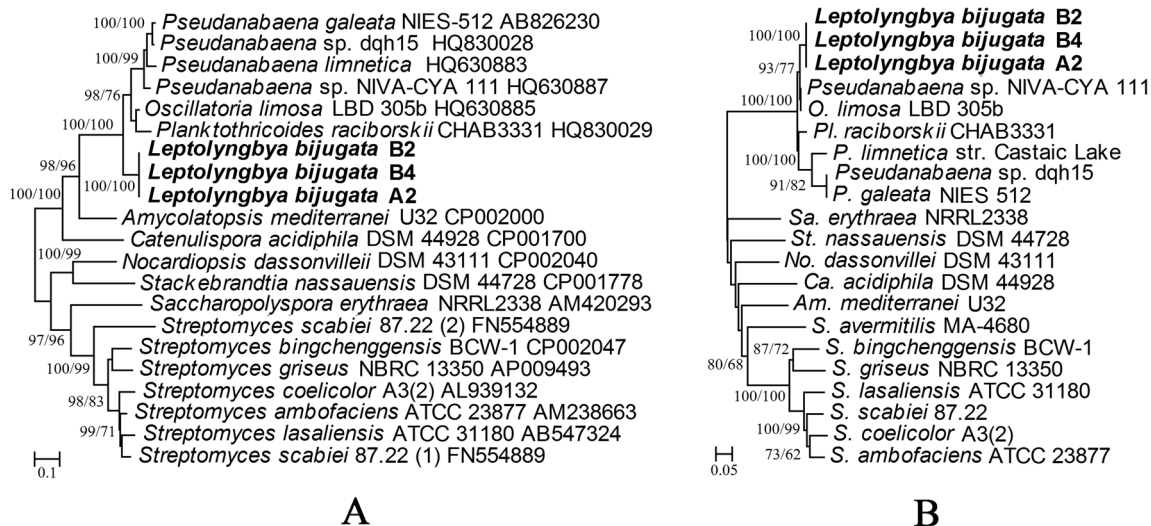 100/100
Pseudanabaena galeata NIES-512 AB826230
Pseudanabaena sp. dqh15 HQ830028
100/99
Pseudanabaena limnetica HQ630883
98/76
Pseudanabaena sp. NIVA-CYA 111 HQ630887
Oscillatoria limosa LBD 305b HQ630885
100/100
Planktothricoides raciborskii CHAB3331 HQ830029
Leptolyngbya bijugata B2
98/96
Leptolyngbya bijugata B4
100/100
100/100
Leptolyngbya bijugata A2
Amycolatopsis mediterranei U32 CP002000
Catenulispora acidiphila DSM 44928 CP001700
100/99
Nocardiopsis dassonvilleii DSM 43111 CP002040
Stackebrandtia nassauensis DSM 44728 CP001778
Saccharopolyspora erythraea NRRL2338 AM420293
Streptomyces scabiei 87.22 (2) FN554889
97/96
Streptomyces bingchenggensis BCW-1 CP002047
100/99
Streptomyces griseus NBRC 13350 AP009493
Streptomyces coelicolor A3(2) AL939132
98/83
Streptomyces ambofaciens ATCC 23877 AM238663
99/71
Streptomyces lasaliensis ATCC 31180 AB547324
Streptomyces scabiei 87.22 (1) FN554889
0.1
A
Leptolyngbya bijugata B2
100/100
Leptolyngbya bijugata B4
93/77
Leptolyngbya bijugata A2
Pseudanabaena sp. NIVA-CYA 111
100/100
O. limosa LBD 305b
Pl. raciborskii CHAB3331
100/100
P. limnetica str. Castaic Lake
Pseudanabaena sp. dqh15
91/82
P. galeata NIES 512
Sa. erythraea NRRL2338
St. nassauensis DSM 44728
No. dassonvillei DSM 43111
Ca. acidiphila DSM 44928
Am. mediterranei U32
S. avermitilis MA-4680
87/72
S. bingchenggensis BCW-1
80/68
S. griseus NBRC 13350
100/100
S. lasaliensis ATCC 31180
S. scabiei 87.22
100/99
S. coelicolor A3(2)
73/62
S. ambofaciens ATCC 23877
0.05
B